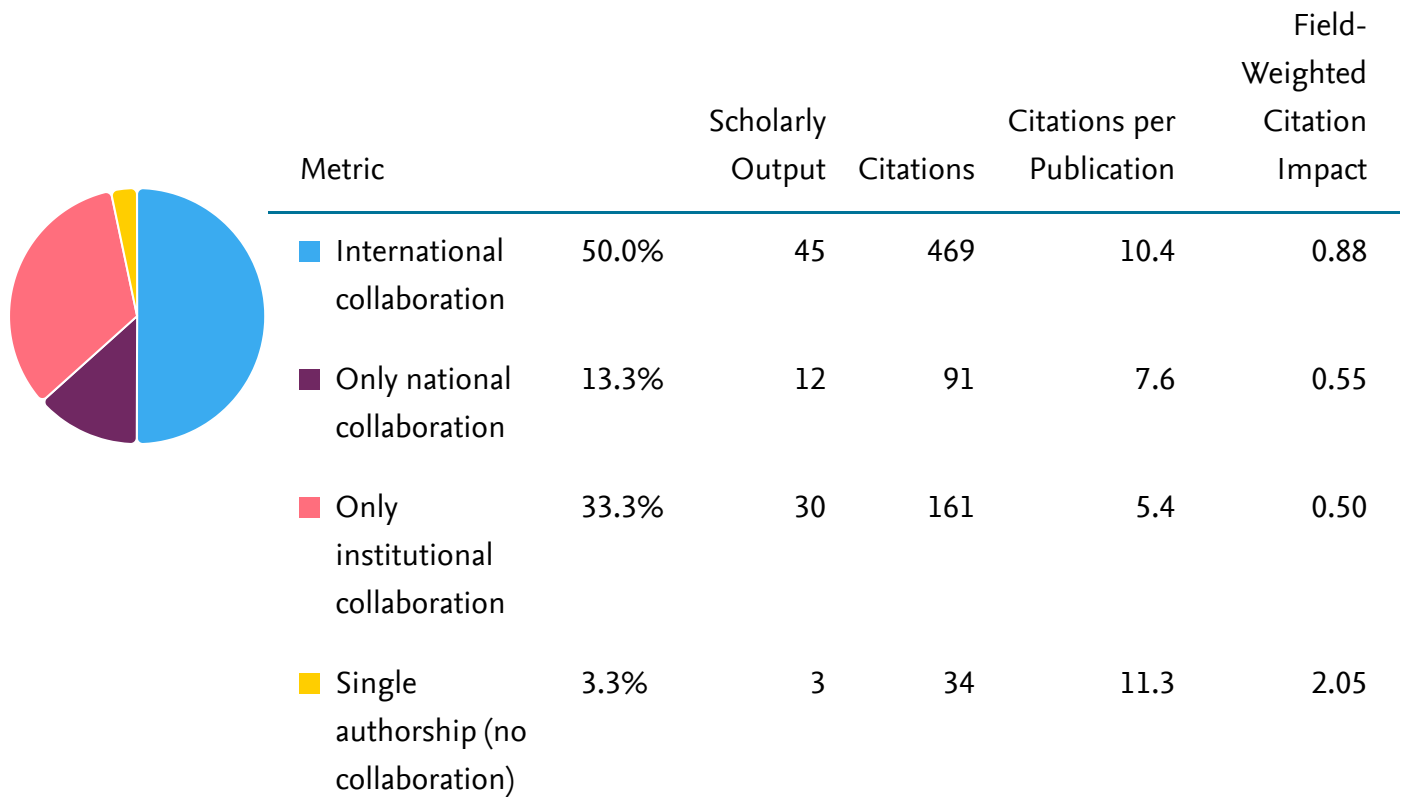 Field-
Weighted
Scholarly Citations per Citation
Metric Output Citations Publication Impact
International 50.0% 45 469 10.4 0.88
collaboration
Only national 13.3% 12 91 7.6 0.55
collaboration
Only 33.3% 30 161 5.4 0.50
institutional
collaboration
Single 3.3% 3 34 11.3 2.05
authorship (no
collaboration)